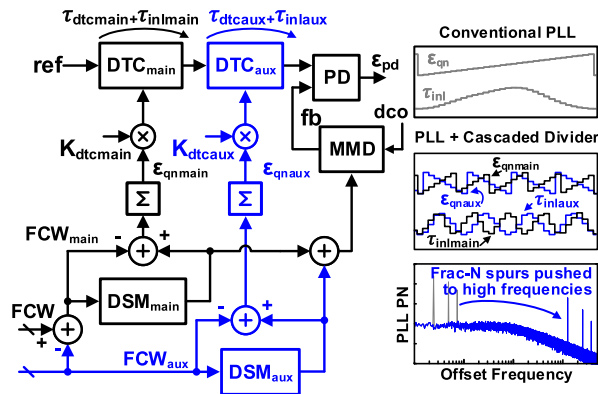 τdtcmain+τinlmain
τdtcaux+τinlaux
ref
DTCmain
DTCaux
PD
εpd
Kdtcmain
Kdtcaux
fb
dco
MMD
εqnmain
εqnaux
Σ
Σ
FCWmain
- +
+
FCW
+
-
DSMmain
- +
FCWaux
DSMaux
Conventional PLL
εqn
τinl
PLL + Cascaded Divider
εqnmain
εqnaux
τinlaux
τinlmain
Frac-N spurs pushed
to high frequencies
PLL PN
Offset Frequency